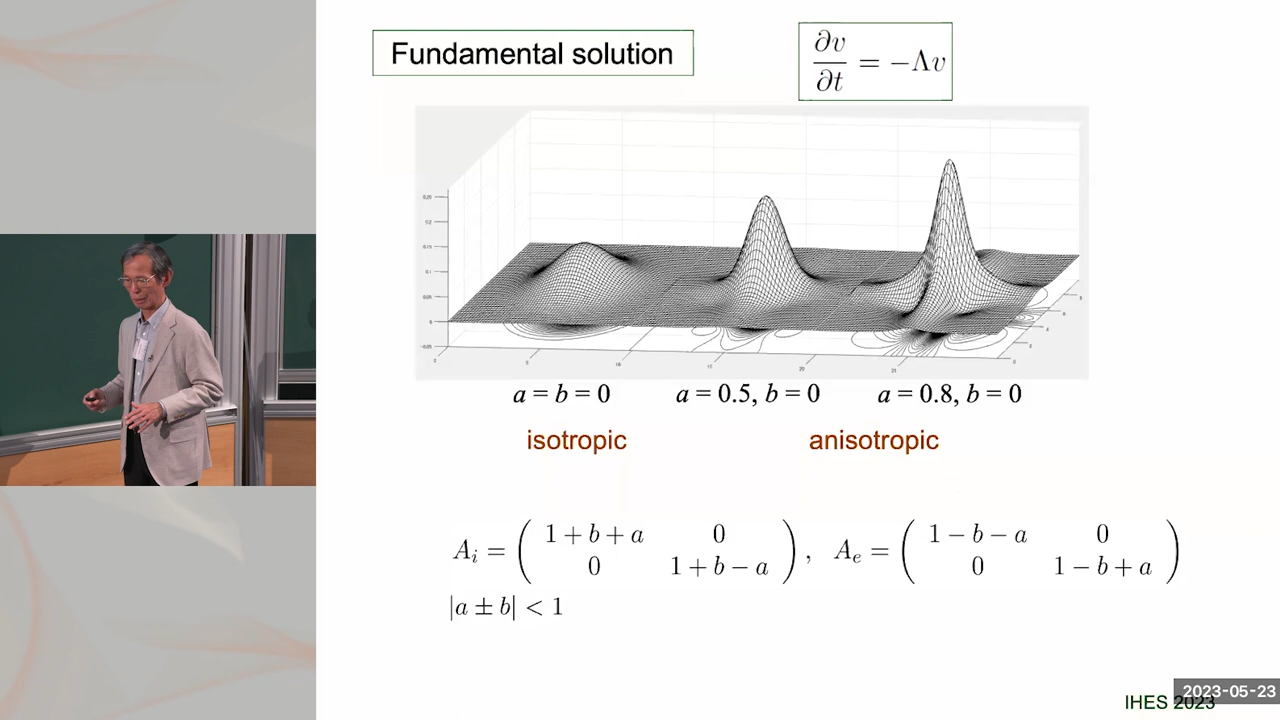 Fundamental solution
∂v/∂t = −Λv
a = b = 0
a = 0.5, b = 0
a = 0.8, b = 0
isotropic
anisotropic
A_i = ( 1 + b + a 0 0 1 + b − a ), A_e = ( 1 − b − a 0 0 1 − b + a )
|a ± b| < 1
IHES 2023
2023-05-23